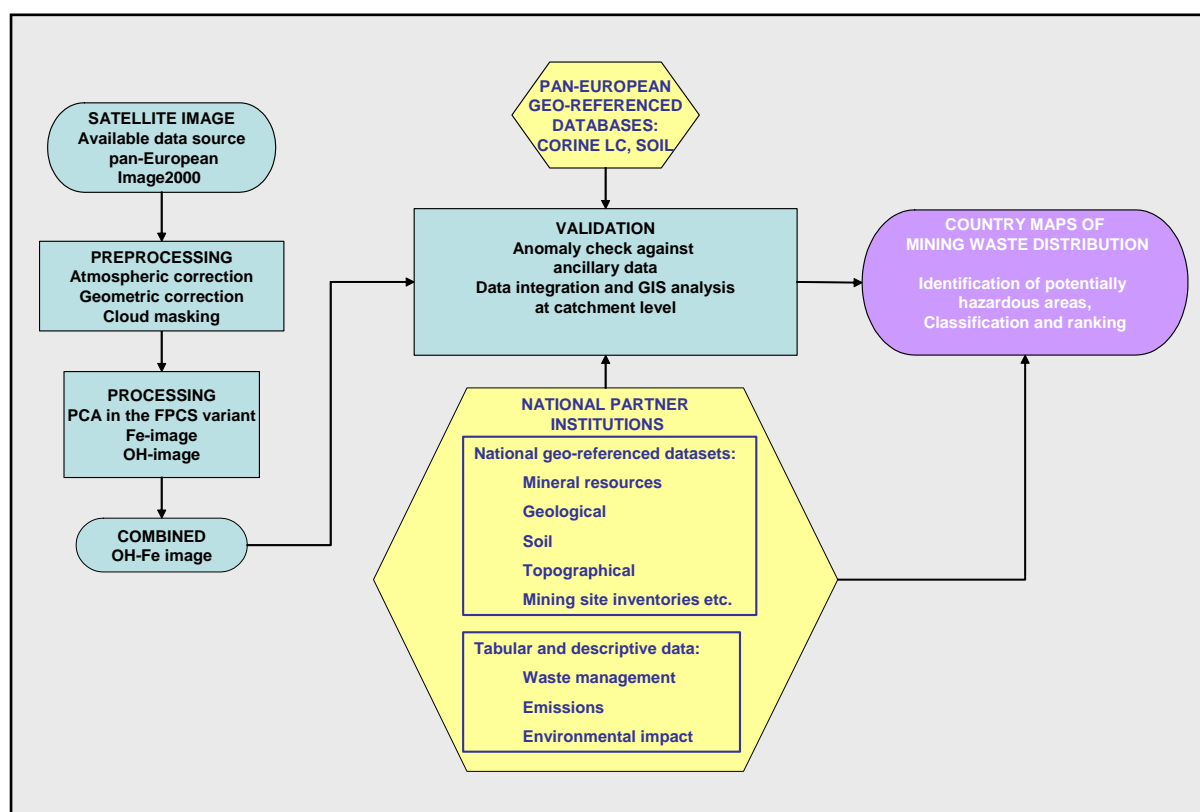 SATELLITE IMAGE
Available data source
pan-European
Image2000
PREPROCESSING
Atmospheric correction
Geometric correction
Cloud masking
PROCESSING
PCA in the FPCS variant
Fe-image
OH-image
COMBINED
OH-Fe image
PAN-EUROPEAN
GEO-REFERENCED
DATABASES:
CORINE LC, SOIL
VALIDATION
Anomaly check against
ancillary data
Data integration and GIS analysis
at catchment level
NATIONAL PARTNER
INSTITUTIONS
National geo-referenced datasets:
Mineral resources
Geological
Soil
Topographical
Mining site inventories etc.
Tabular and descriptive data:
Waste management
Emissions
Environmental impact
COUNTRY MAPS OF
MINING WASTE DISTRIBUTION
Identification of potentially
hazardous areas,
Classification and ranking